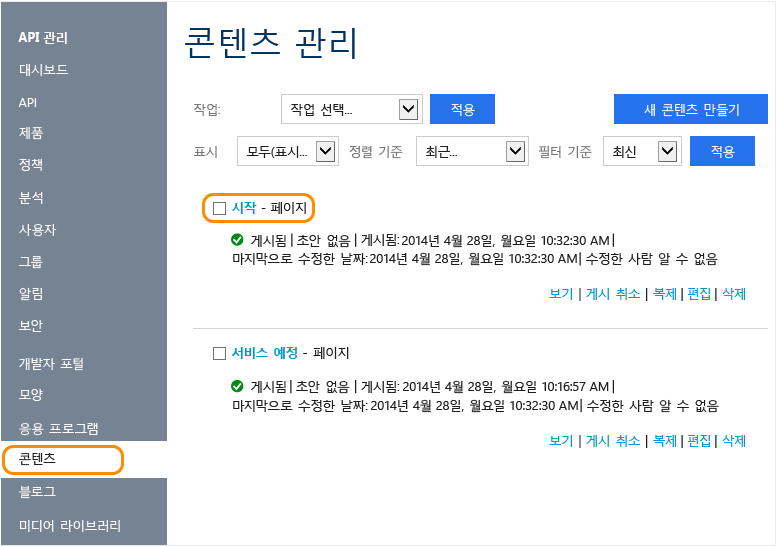 API 관리
대시보드
API
제품
정책
분석
사용자
그룹
알림
보안
개발자 포털
모양
응용 프로그램
콘텐츠
블로그
미디어 라이브러리
콘텐츠 관리
작업: 작업 선택... 적용 새 콘텐츠 만들기
표시 모두(표시... 정렬 기준 최근... 필터 기준 최신 적용
시작 - 페이지
게시됨 | 초안 없음 | 게시됨: 2014년 4월 28일, 월요일 10:32:30 AM |
마지막으로 수정한 날짜: 2014년 4월 28일, 월요일 10:32:30 AM | 수정한 사람 알 수 없음
보기 | 게시 취소 | 복제 | 편집 | 삭제
서비스 예정 - 페이지
게시됨 | 초안 없음 | 게시됨: 2014년 4월 28일, 월요일 10:16:57 AM |
마지막으로 수정한 날짜: 2014년 4월 28일, 월요일 10:32:30 AM | 수정한 사람 알 수 없음
보기 | 게시 취소 | 복제 | 편집 | 삭제